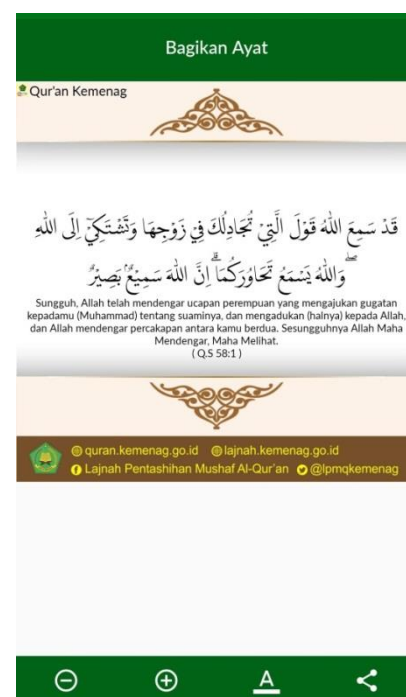 Bagikan Ayat
Qur'an Kemenag
قَدْ سَمِعَ اللّٰهُ قَوْلَ الَّتِيْ تُجَادِلُكَ فِيْ زَوْجِهَا وَتَشْتَكِيْٓ اِلَى اللّٰهِ
ۖوَاللّٰهُ يَسْمَعُ تَحَاوُرَكُمَاۗ اِنَّ اللّٰهَ سَمِيْعٌۢ بَصِيْرٌ
Sungguh, Allah telah mendengar ucapan perempuan yang mengajukan gugatan
kepadamu (Muhammad) tentang suaminya, dan mengadukan (halnya) kepada Allah,
dan Allah mendengar percakapan antara kamu berdua. Sesungguhnya Allah Maha
Mendengar, Maha Melihat.
( Q.S 58:1 )
quran.kemenag.go.id lajnah.kemenag.go.id
Lajnah Pentashihan Mushaf Al-Qur'an @lpmqkemenag
A